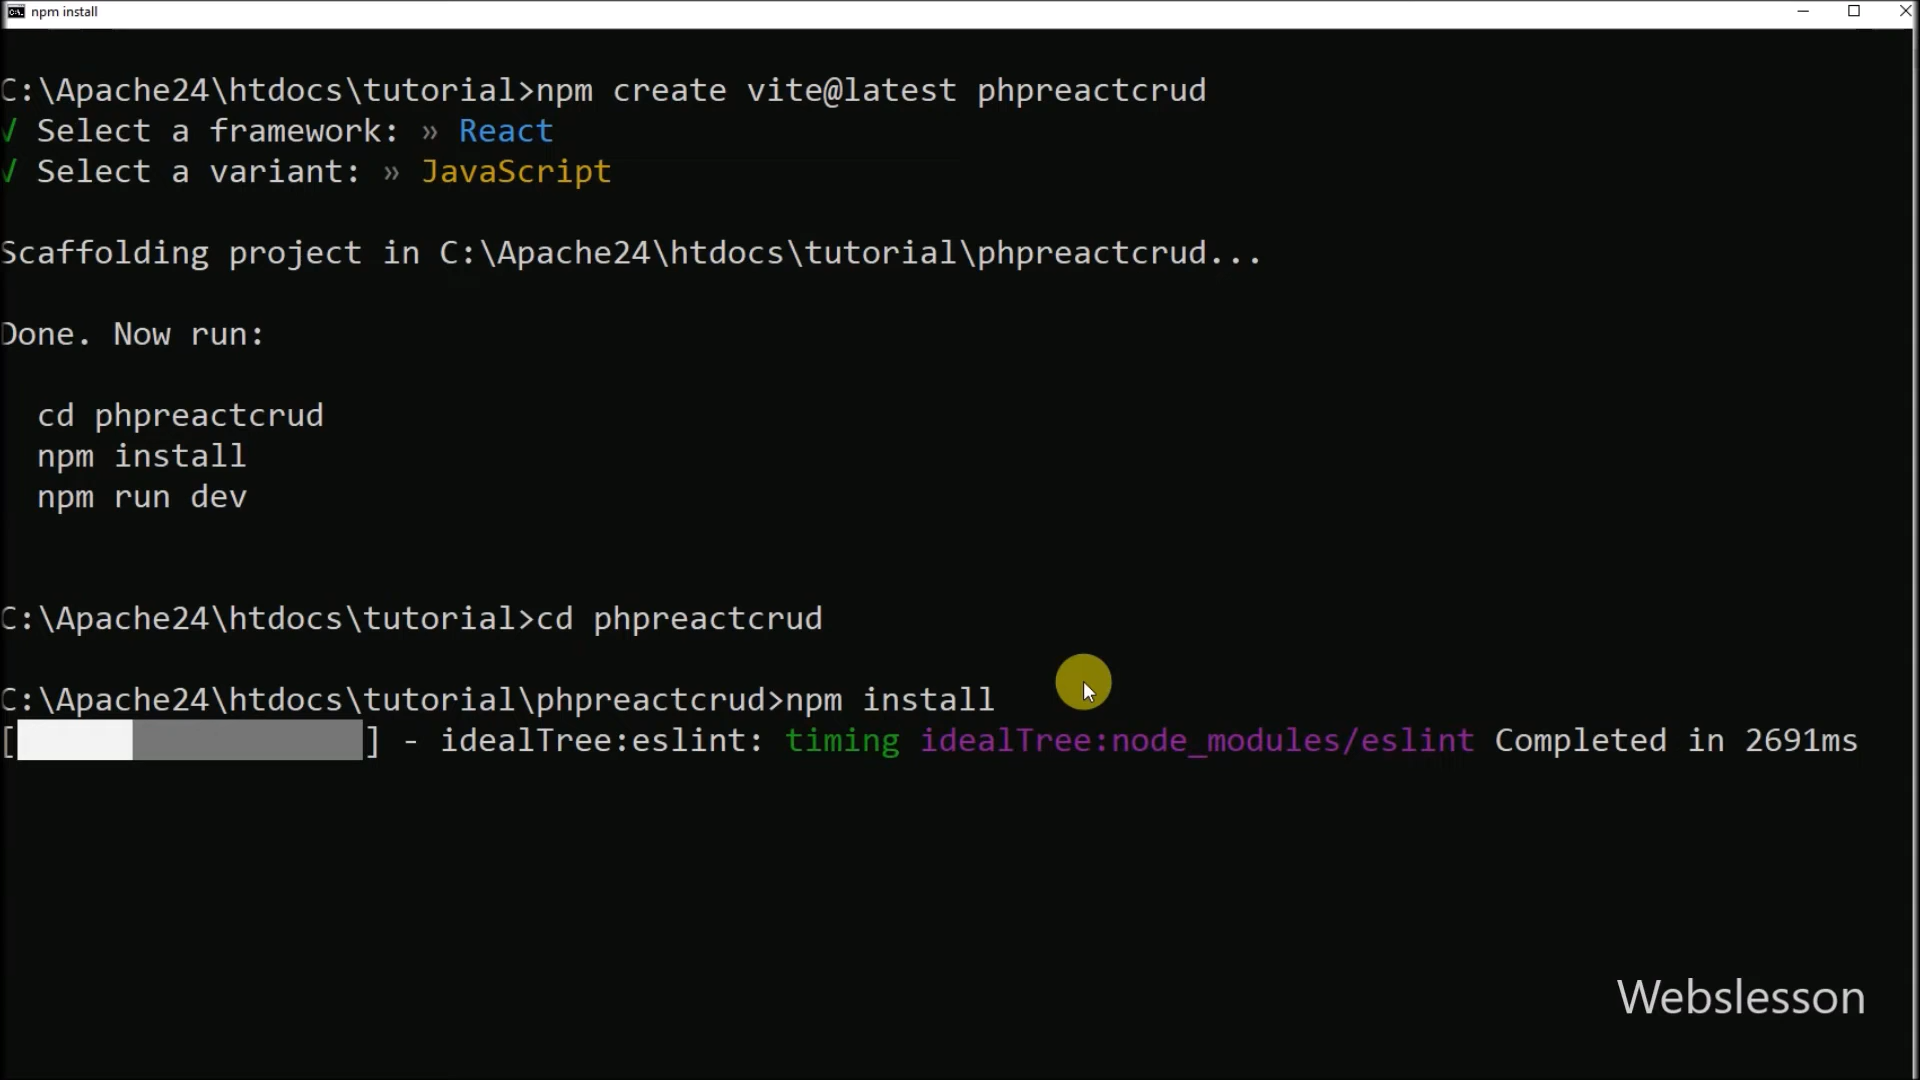 npm install
C:\Apache24\htdocs\tutorial>npm create vite@latest phpreactcrud
√ Select a framework: » React
√ Select a variant: » JavaScript
Scaffolding project in C:\Apache24\htdocs\tutorial\phpreactcrud...
Done. Now run:
cd phpreactcrud
npm install
npm run dev
C:\Apache24\htdocs\tutorial>cd phpreactcrud
C:\Apache24\htdocs\tutorial\phpreactcrud>npm install
[ ] - idealTree:eslint: timing idealTree:node_modules/eslint Completed in 2691ms
Webslesson